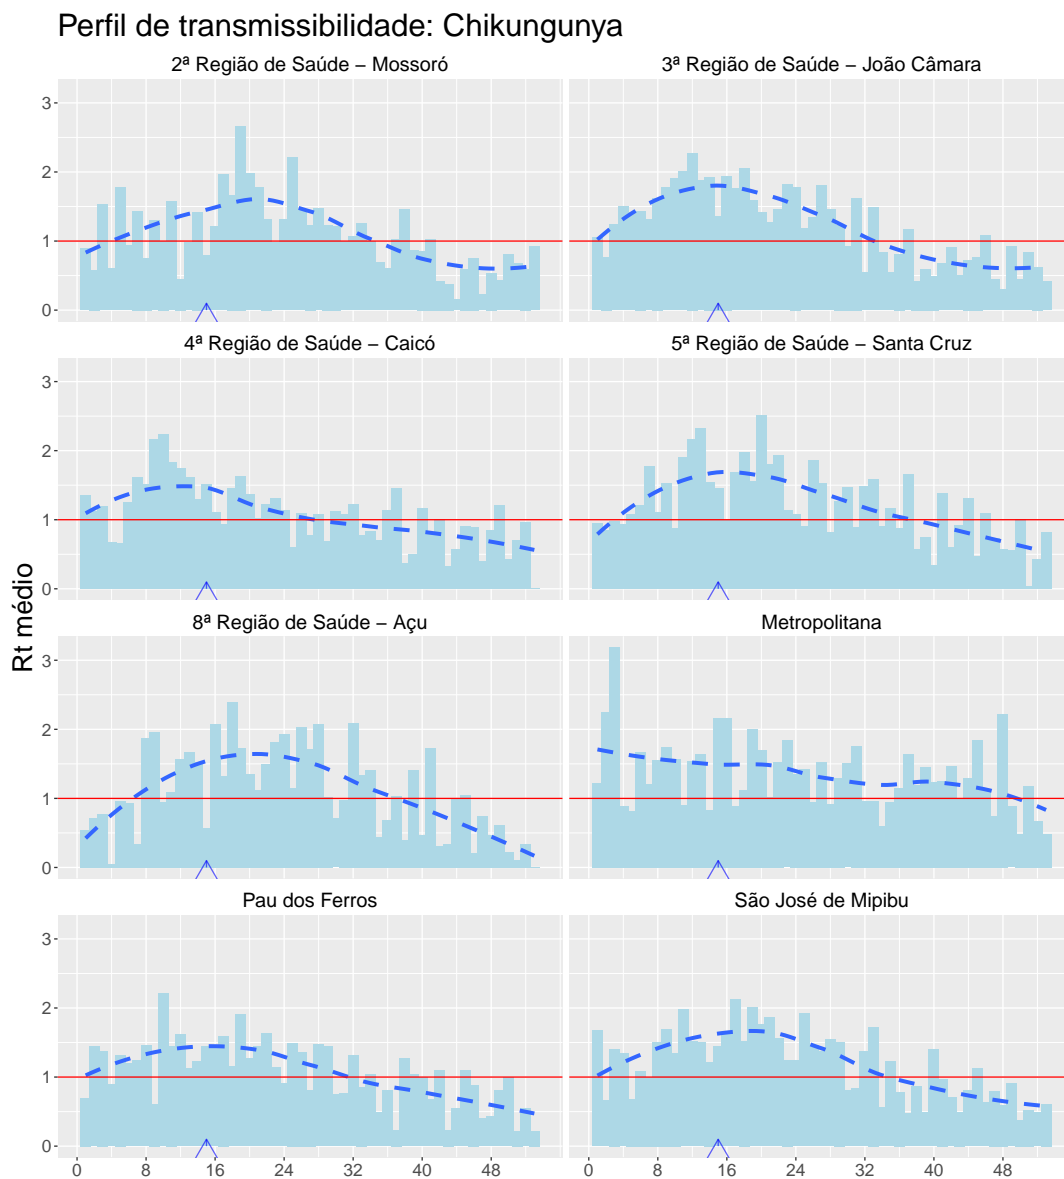 Perfil de transmissibilidade: Chikungunya
2ª Região de Saúde − Mossoró
3ª Região de Saúde − João Câmara
3
2
1
0
4ª Região de Saúde − Caicó
5ª Região de Saúde − Santa Cruz
3
2
1
0
Rt médio
8ª Região de Saúde − Açu
Metropolitana
3
2
1
0
Pau dos Ferros
São José de Mipibu
3
2
1
0
0 8 16 24 32 40 48
0 8 16 24 32 40 48